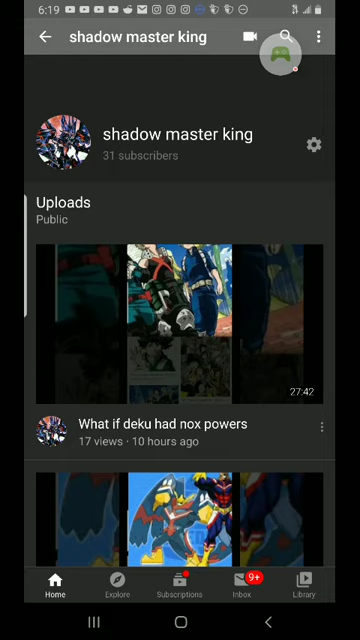 6:19
shadow master king
shadow master king
31 subscribers
Uploads
Public
27:42
What if deku had nox powers
17 views · 10 hours ago
9+
Home
Explore
Subscriptions
Inbox
Library